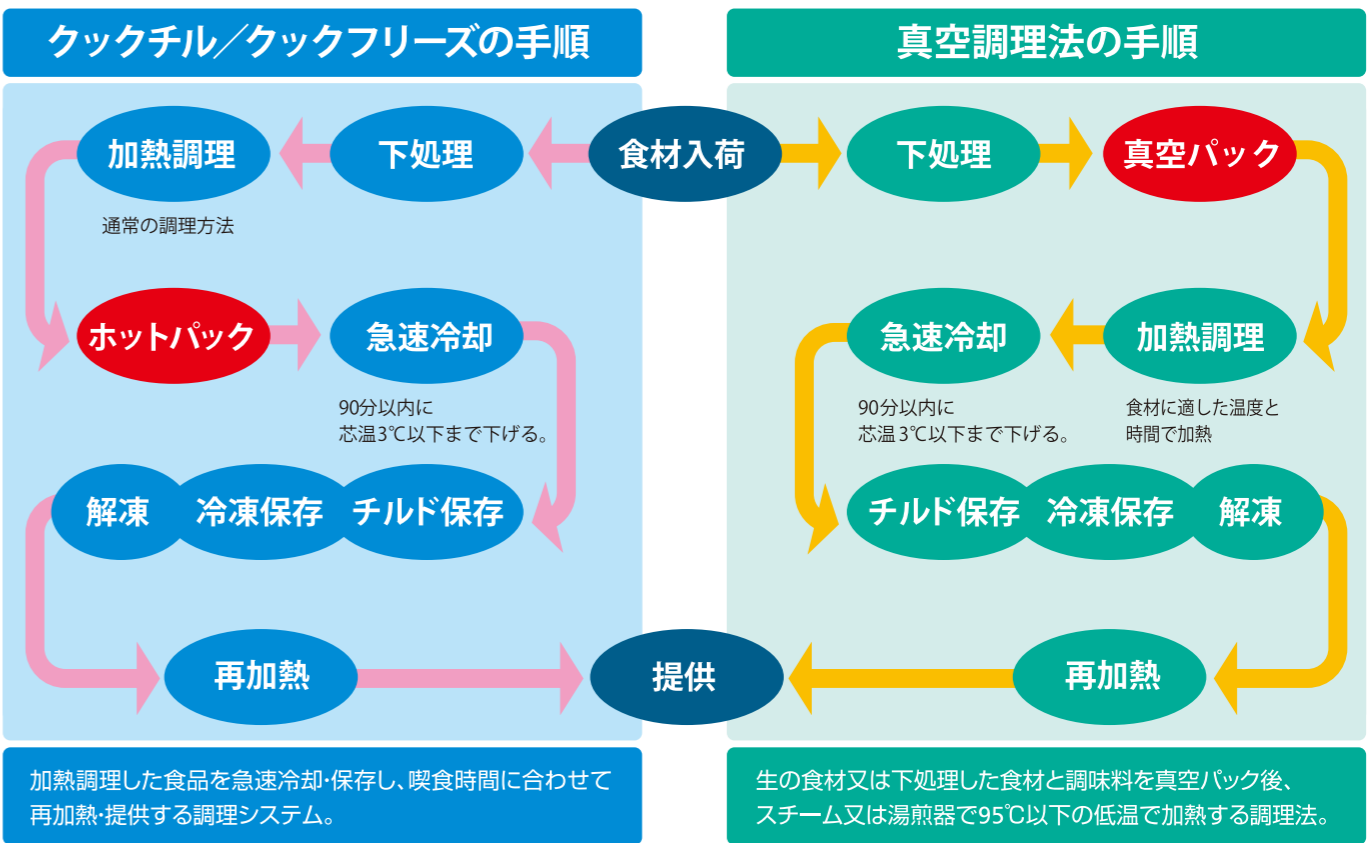 クックチル／クックフリーズの手順
加熱調理
下処理
食材入荷
通常の調理方法
ホットパック
急速冷却
90分以内に
芯温3℃以下まで下げる。
解凍
冷凍保存
チルド保存
再加熱
提供
加熱調理した食品を急速冷却・保存し、喫食時間に合わせて
再加熱・提供する調理システム。
真空調理法の手順
下処理
真空パック
急速冷却
加熱調理
90分以内に
芯温3℃以下まで下げる。
食材に適した温度と
時間で加熱
チルド保存
冷凍保存
解凍
再加熱
生の食材又は下処理した食材と調味料を真空パック後、
スチーム又は湯煎器で95℃以下の低温で加熱する調理法。